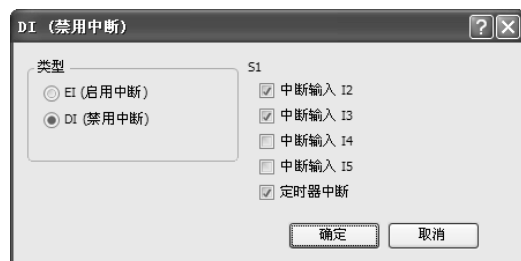 DI (禁用中断)
类型
EI (启用中断)
DI (禁用中断)
S1
中断输入 I2
中断输入 I3
中断输入 I4
中断输入 I5
定时器中断
确定
取消